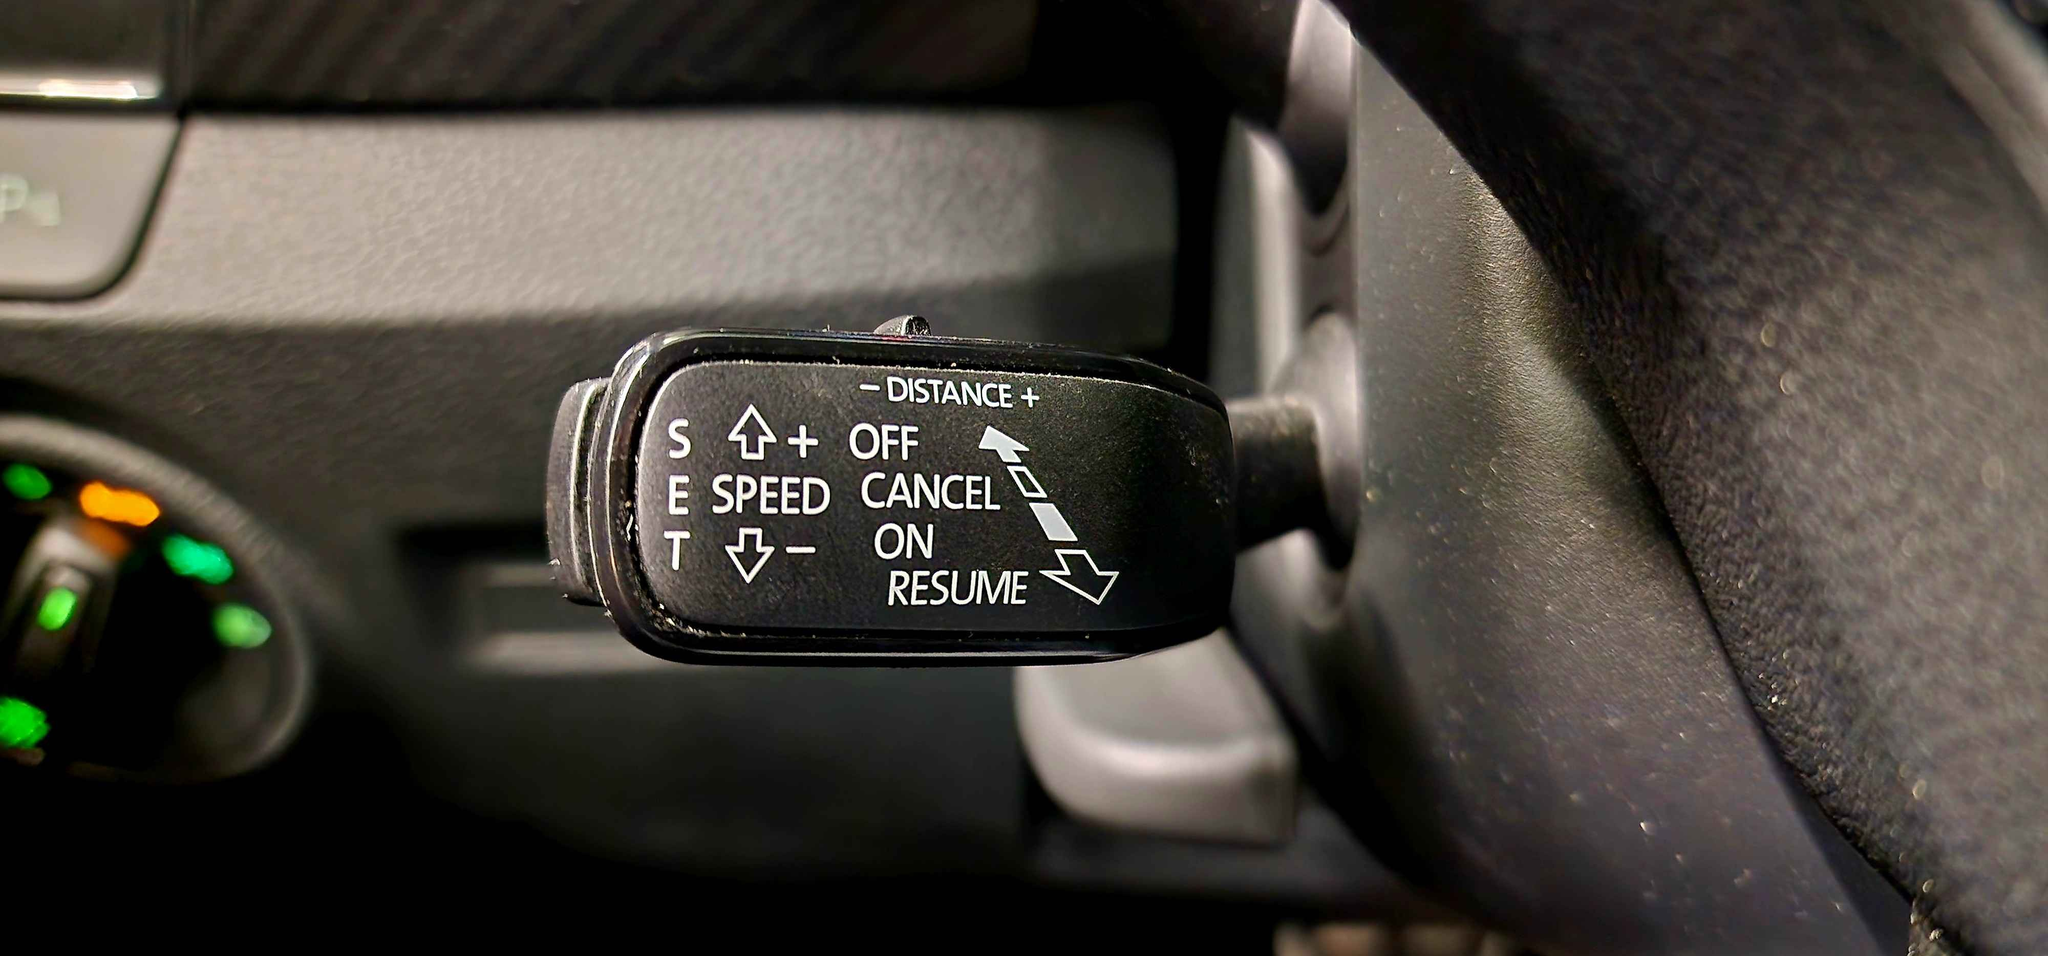 - DISTANCE +
S + OFF
E SPEED CANCEL
T - ON
RESUME